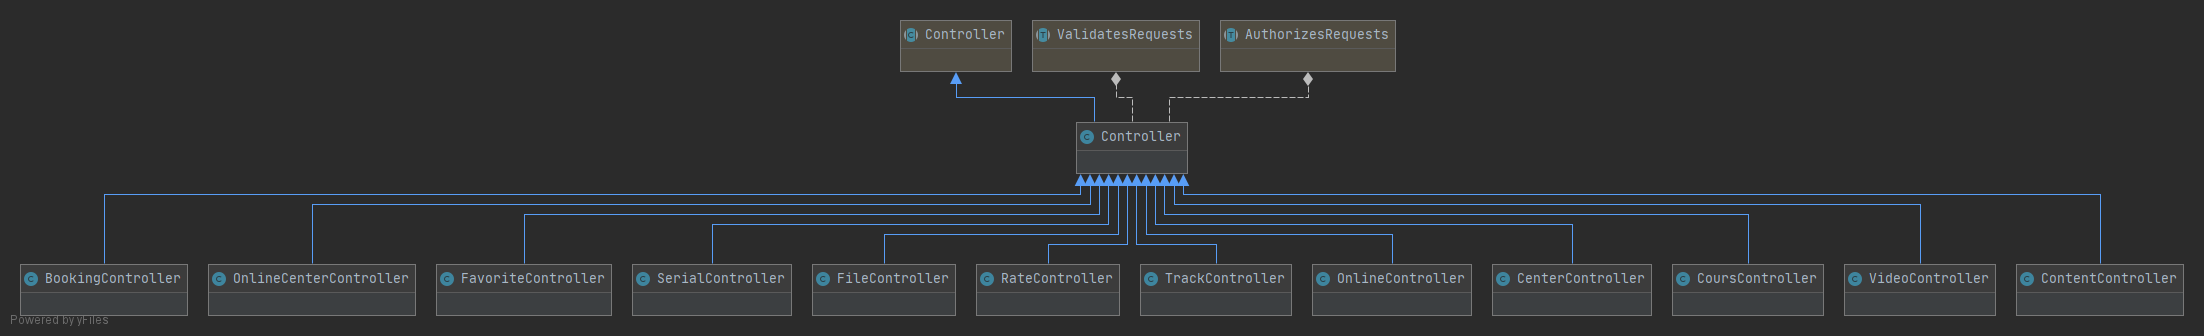 Controller
ValidatesRequests
AuthorizesRequests
Controller
BookingController
OnlineCenterController
FavoriteController
SerialController
FileController
RateController
TrackController
OnlineController
CenterController
CoursController
VideoController
ContentController
Powered by yFiles